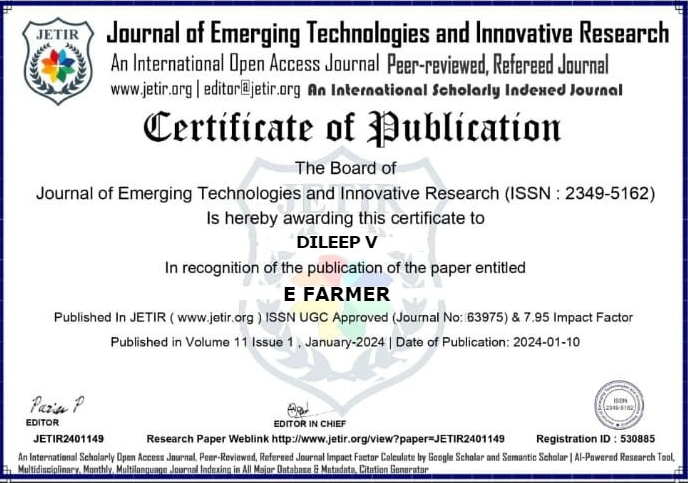 JETIR
Journal of Emerging Technologies and Innovative Research
An International Open Access Journal Peer-reviewed, Refereed Journal
www.jetir.org | editor@jetir.org An International Scholarly Indexed Journal
Certificate of Publication
The Board of
Journal of Emerging Technologies and Innovative Research (ISSN : 2349-5162)
Is hereby awarding this certificate to
DILEEP V
In recognition of the publication of the paper entitled
E FARMER
Published In JETIR ( www.jetir.org ) ISSN UGC Approved (Journal No: 63975) & 7.95 Impact Factor
Published in Volume 11 Issue 1 , January-2024 | Date of Publication: 2024-01-10
JETIR
EDITOR
EDITOR IN CHIEF
ISSN
2349-5162
JETIR2401149 Research Paper Weblink http://www.jetir.org/view?paper=JETIR2401149 Registration ID : 530885
An International Scholarly Open Access Journal, Peer-Reviewed, Refereed Journal Impact Factor Calculate by Google Scholar and Semantic Scholar | AI-Powered Research Tool,
Multidisciplinary, Monthly, Multilanguage Journal Indexing in All Major Database & Metadata, Citation Generator